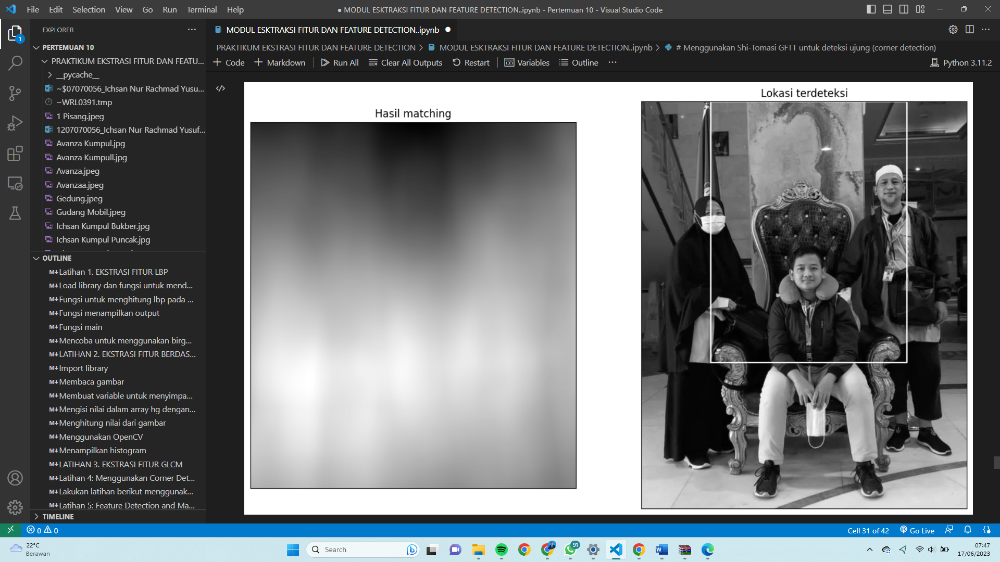 File Edit Selection View Go Run Terminal Help
● MODUL ESKTRAKSI FITUR DAN FEATURE DETECTION..ipynb - Pertemuan 10 - Visual Studio Code
EXPLORER
1
PERTEMUAN 10
PRAKTIKUM EKSTRASI FITUR DAN FEATU...
__pycache__
~$07070056_Ichsan Nur Rachmad Yusu...
~WRL0391.tmp
1 Pisang.jpeg
1207070056_Ichsan Nur Rachmad Yusuf...
Avanza Kumpul.jpg
Avanza Kumpull.jpg
Avanza.jpeg
Avanzaa.jpeg
Gedung.jpeg
Gudang Mobil.jpeg
Ichsan Kumpul Bukber.jpg
Ichsan Kumpul Puncak.jpg
OUTLINE
Latihan 1. EKSTRASI FITUR LBP
Load library dan fungsi untuk mend...
Fungsi untuk menghitung lbp pada ...
Fungsi menampilkan output
Fungsi main
Mencoba untuk menggunakan birg...
LATIHAN 2. EKSTRASI FITUR BERDAS...
Import library
Membaca gambar
Membuat variable untuk menyimpa...
Mengisi nilai dalam array hg dengan...
Menghitung nilai dari gambar
Menggunakan OpenCV
Menampilkan histogram
LATIHAN 3. EKSTRASI FITUR GLCM
Latihan 4: Menggunakan Corner Det...
Lakukan latihan berikut menggunak...
Latihan 5: Feature Detection and Ma...
TIMELINE
MODUL ESKTRAKSI FITUR DAN FEATURE DETECTION..ipynb ●
PRAKTIKUM EKSTRASI FITUR DAN FEATURE DETECTION > MODUL ESKTRAKSI FITUR DAN FEATURE DETECTION..ipynb > # Menggunakan Shi-Tomasi GFTT untuk deteksi ujung (corner detection)
+ Code + Markdown Run All Clear All Outputs Restart Variables Outline ... Python 3.11.2
Hasil matching
Lokasi terdeteksi
0 0
Cell 31 of 42 Go Live
22°C
Berawan
Search
91
07:47
17/06/2023